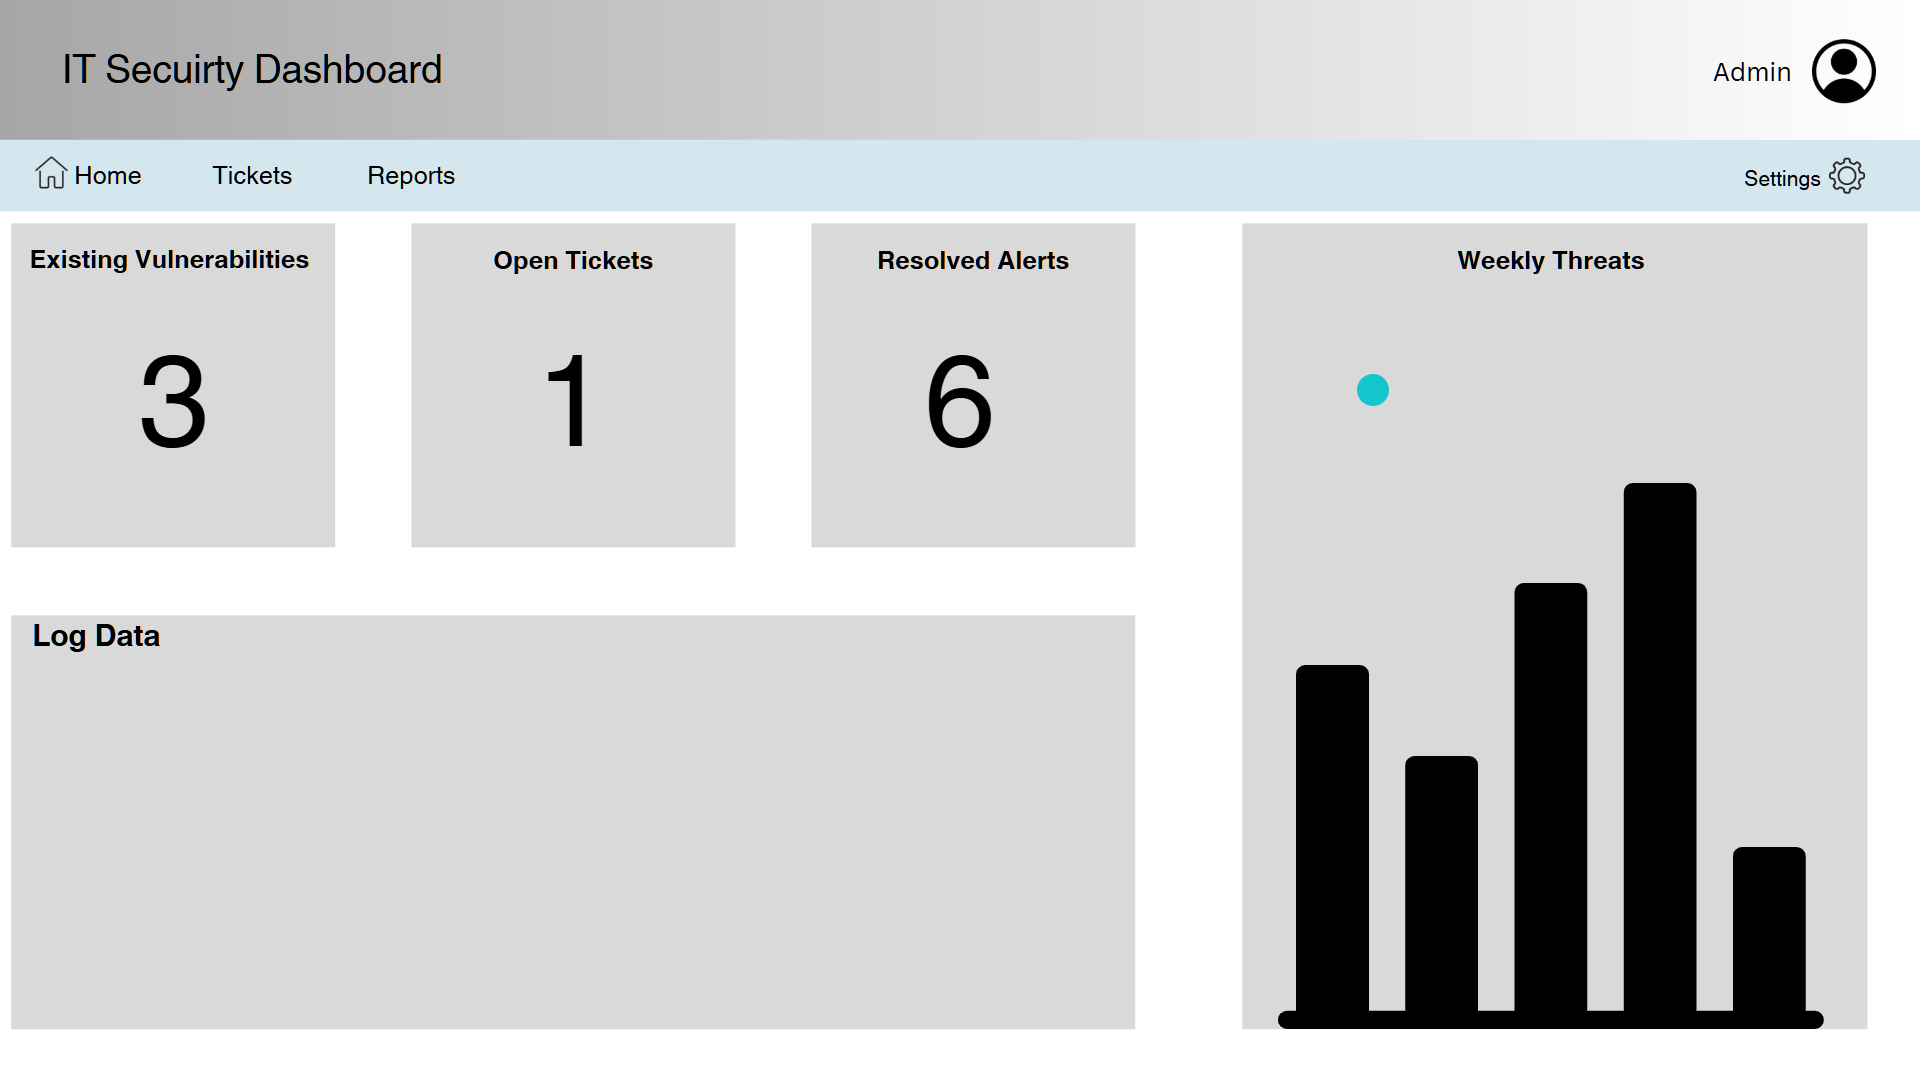 IT Secuirty Dashboard
Admin
Home
Tickets
Reports
Settings
Existing Vulnerabilities
Open Tickets
Resolved Alerts
Weekly Threats
3
1
6
Log Data